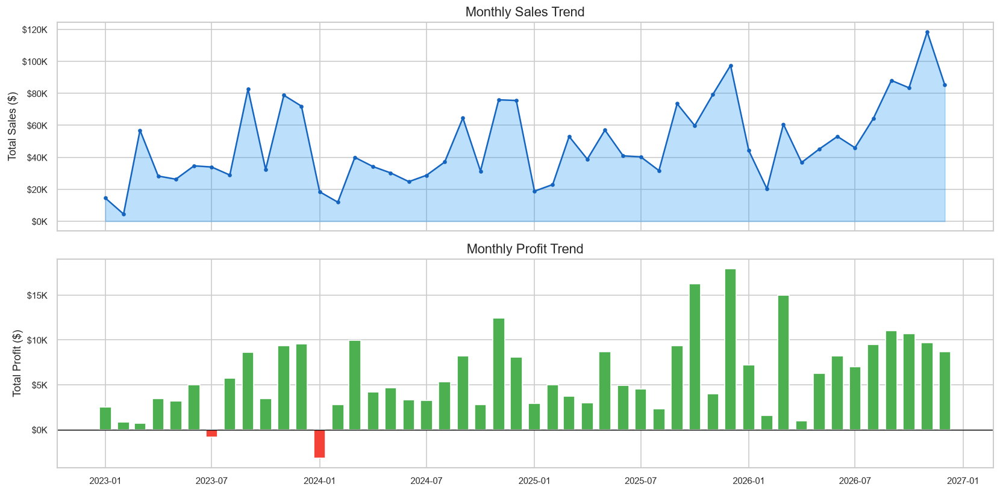 Monthly Sales Trend
$120K
$100K
$80K
$60K
$40K
$20K
$0K
Total Sales ($)
Monthly Profit Trend
$15K
$10K
$5K
$0K
Total Profit ($)
2023-01 2023-07 2024-01 2024-07 2025-01 2025-07 2026-01 2026-07 2027-01